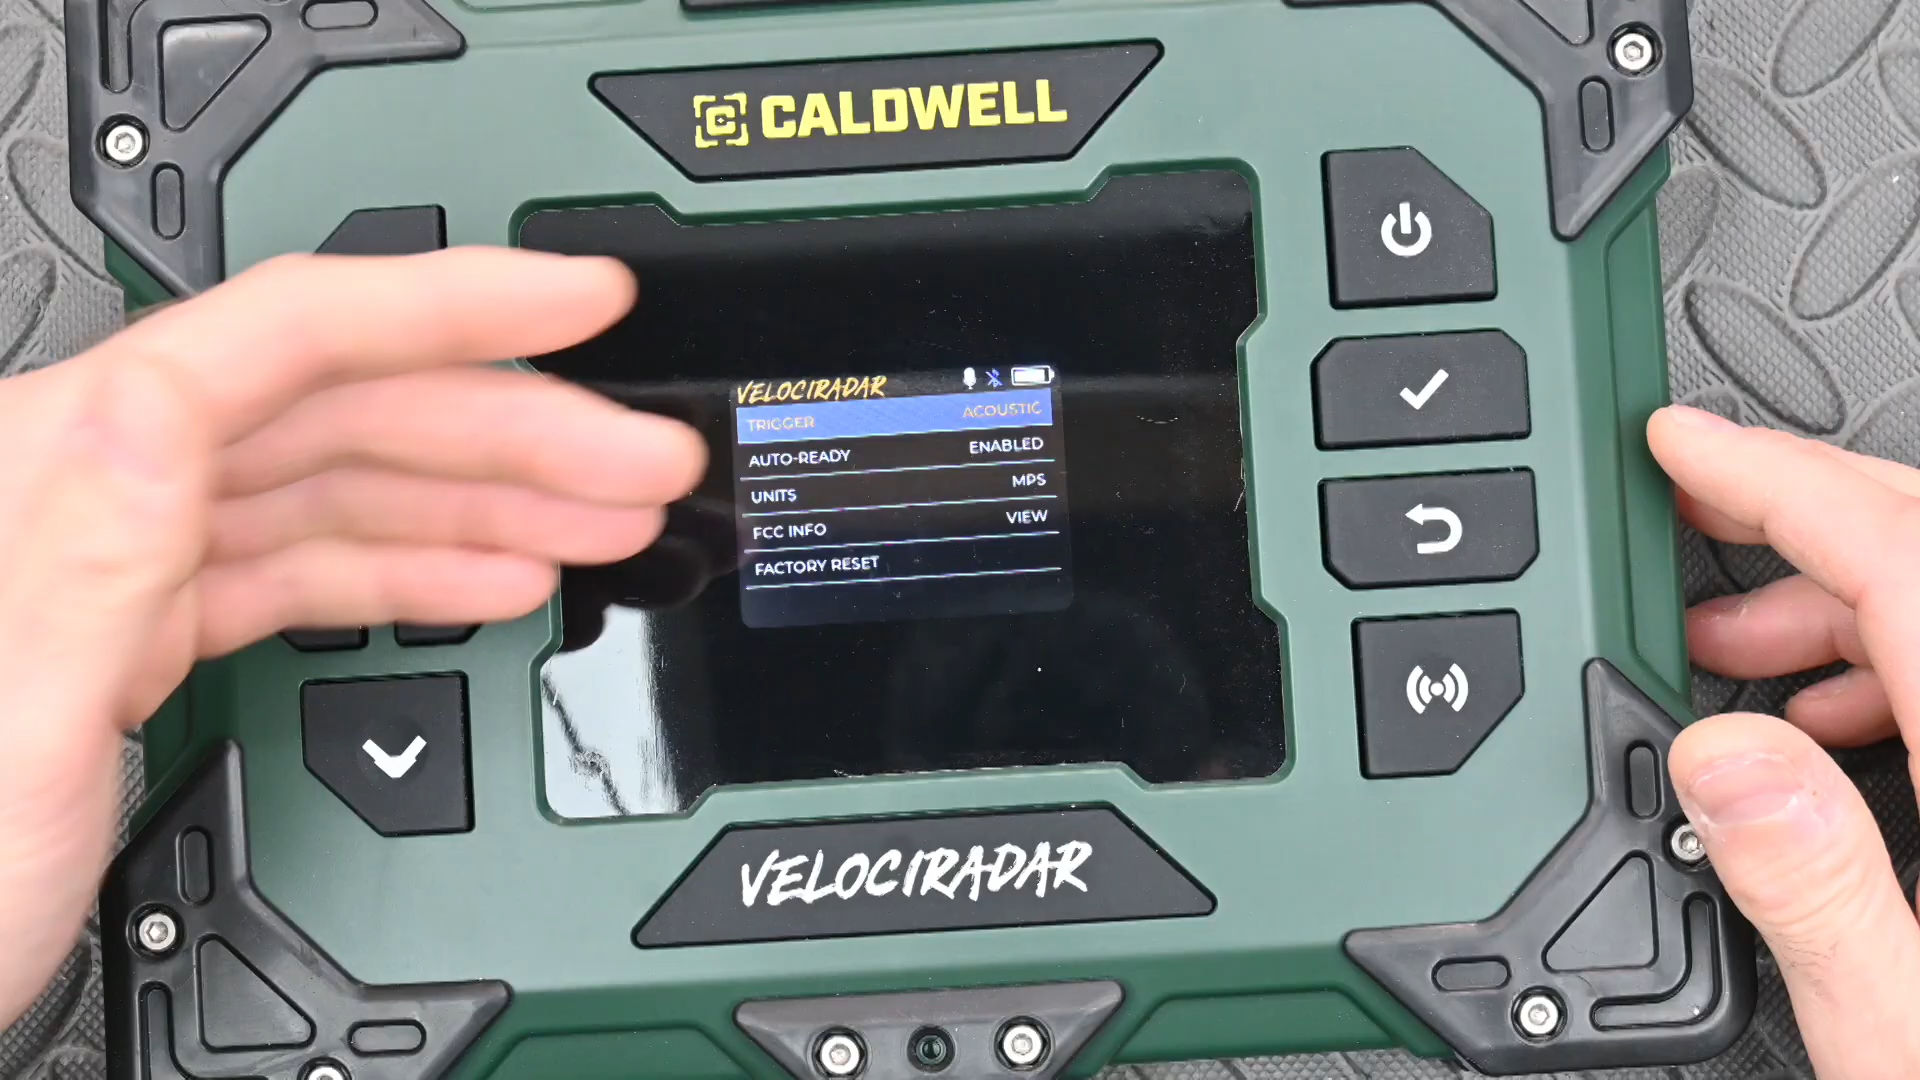 CALDWELL
VELOCIRADAR
TRIGGER ACOUSTIC
AUTO-READY ENABLED
UNITS MPS
FCC INFO VIEW
FACTORY RESET
VELOCIRADAR